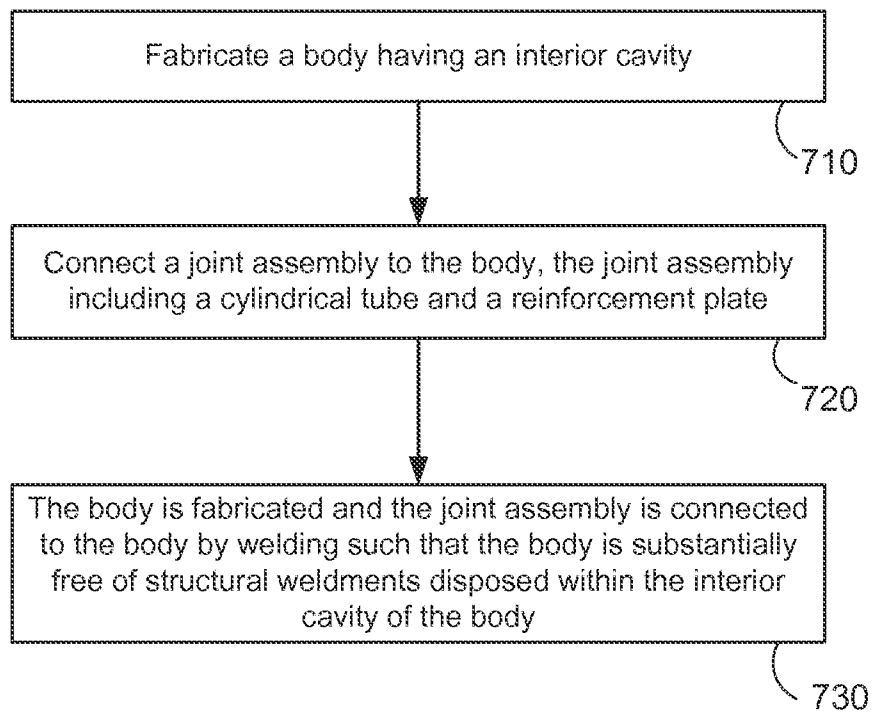 Fabricate a body having an interior cavity
710
Connect a joint assembly to the body, the joint assembly
including a cylindrical tube and a reinforcement plate
720
The body is fabricated and the joint assembly is connected
to the body by welding such that the body is substantially
free of structural weldments disposed within the interior
cavity of the body
730